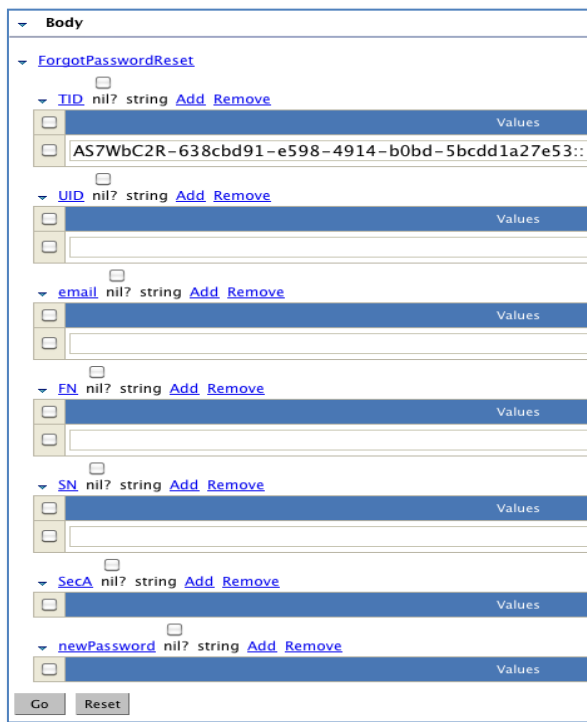 Body
ForgotPasswordReset
TID nil? string Add Remove
Values
AS7WbC2R-638cbd91-e598-4914-b0bd-5bcdd1a27e53::
UID nil? string Add Remove
Values
email nil? string Add Remove
Values
FN nil? string Add Remove
Values
SN nil? string Add Remove
Values
SecA nil? string Add Remove
Values
newPassword nil? string Add Remove
Values
Go Reset